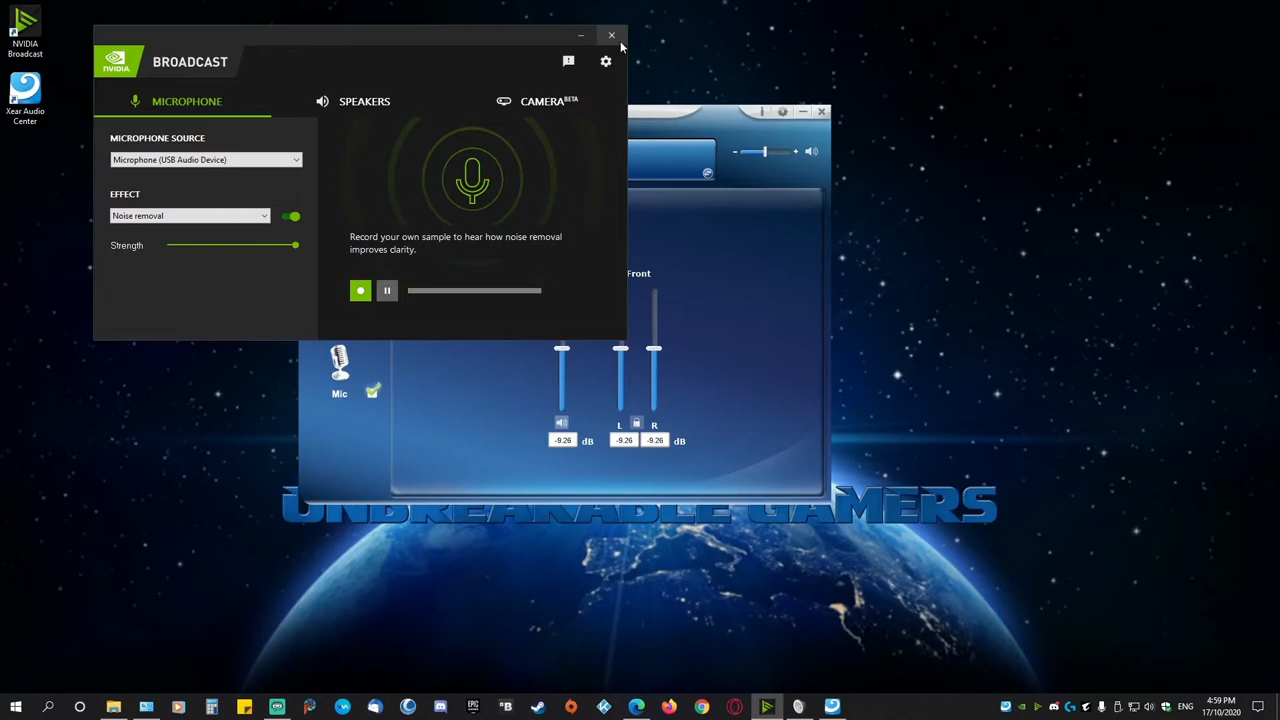 NVIDIA
Broadcast
Xear Audio
Center
NVIDIA
BROADCAST
MICROPHONE
SPEAKERS
CAMERA BETA
MICROPHONE SOURCE
Microphone (USB Audio Device)
EFFECT
Noise removal
Strength
Record your own sample to hear how noise removal
improves clarity.
Front
Mic
L
R
-9.26 dB
-9.26
-9.26 dB
UNBREAKABLE GAMERS
ENG
4:59 PM
17/10/2020